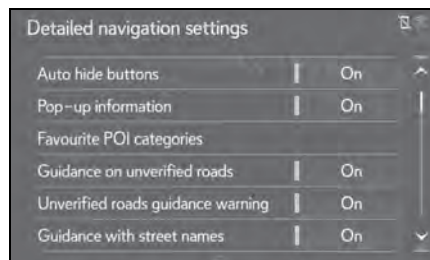 Detailed navigation settings
Auto hide buttons On
Pop-up information On
Favourite POI categories
Guidance on unverified roads On
Unverified roads guidance warning On
Guidance with street names On